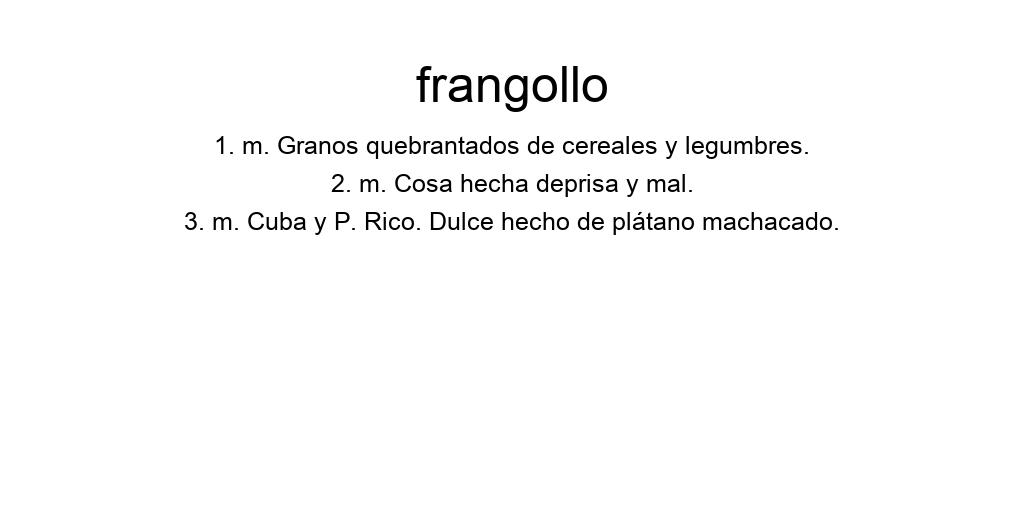 frangollo
1. m. Granos quebrantados de cereales y legumbres.
2. m. Cosa hecha deprisa y mal.
3. m. Cuba y P. Rico. Dulce hecho de plátano machacado.